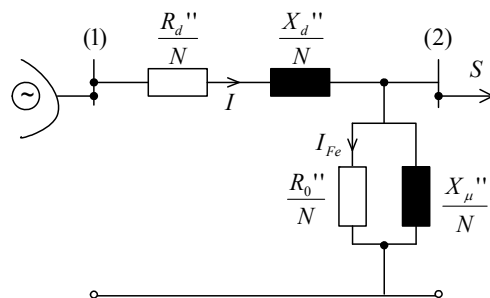 (1)
R_d''/N
X_d''/N
(2)
S
~
I
I_Fe
R_0''/N
X_μ''/N